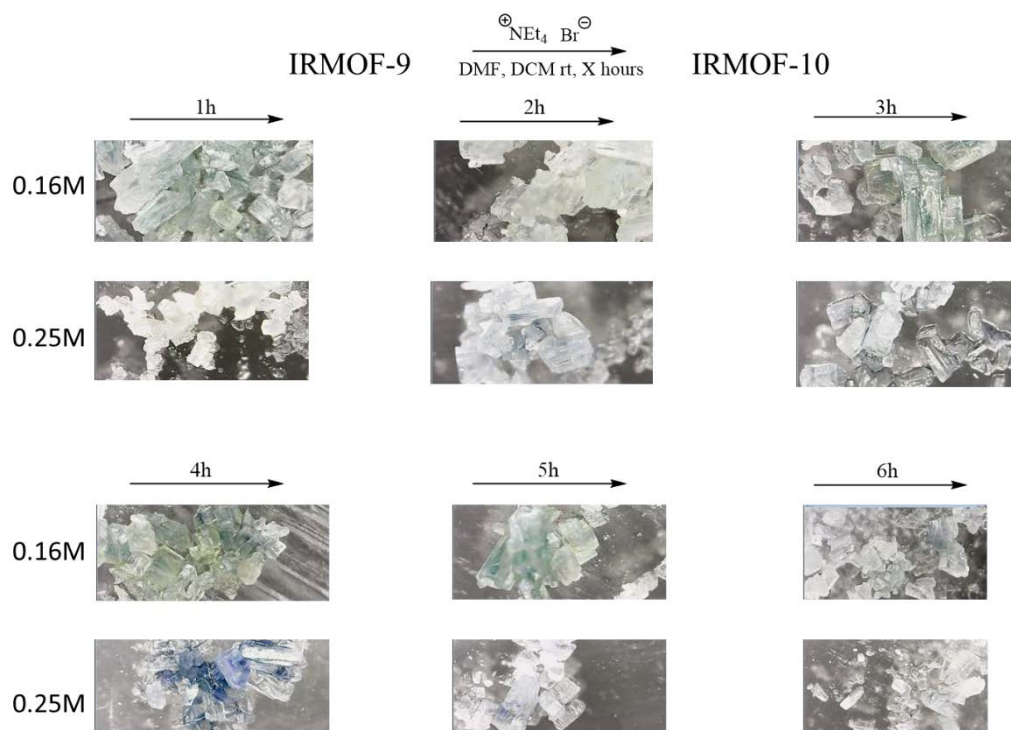 ⊕NEt₄ Br⊖
IRMOF-9
DMF, DCM rt, X hours
IRMOF-10
1h
2h
3h
0.16M
0.25M
4h
5h
6h
0.16M
0.25M